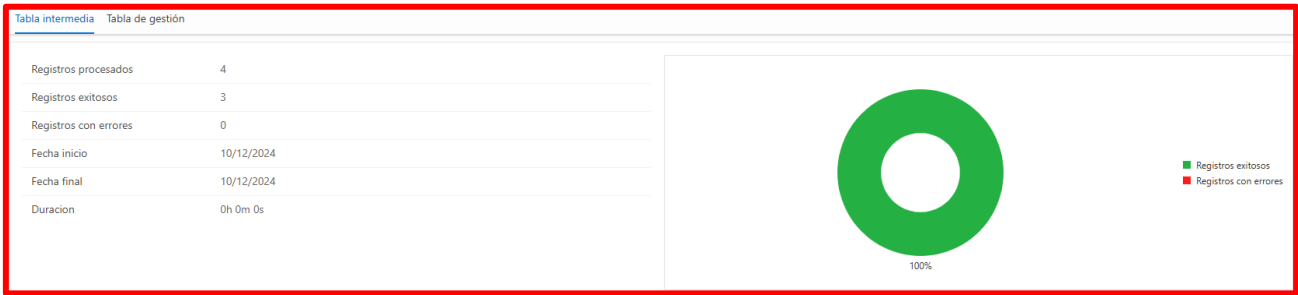 Tabla intermedia Tabla de gestión
Registros procesados 4
Registros exitosos 3
Registros con errores 0
Fecha inicio 10/12/2024
Fecha final 10/12/2024
Duracion 0h 0m 0s
Registros exitosos
Registros con errores
100%